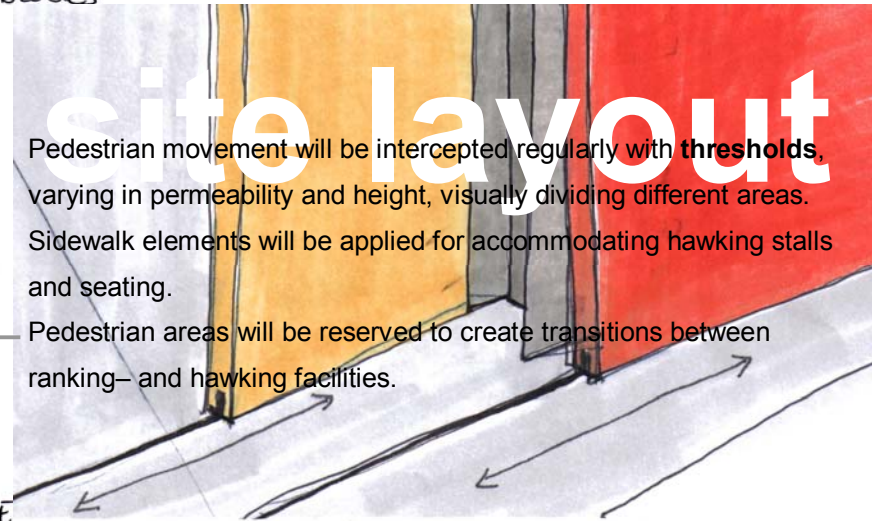 site layout
Pedestrian movement will be intercepted regularly with thresholds,
varying in permeability and height, visually dividing different areas.
Sidewalk elements will be applied for accommodating hawking stalls
and seating.
Pedestrian areas will be reserved to create transitions between
ranking– and hawking facilities.